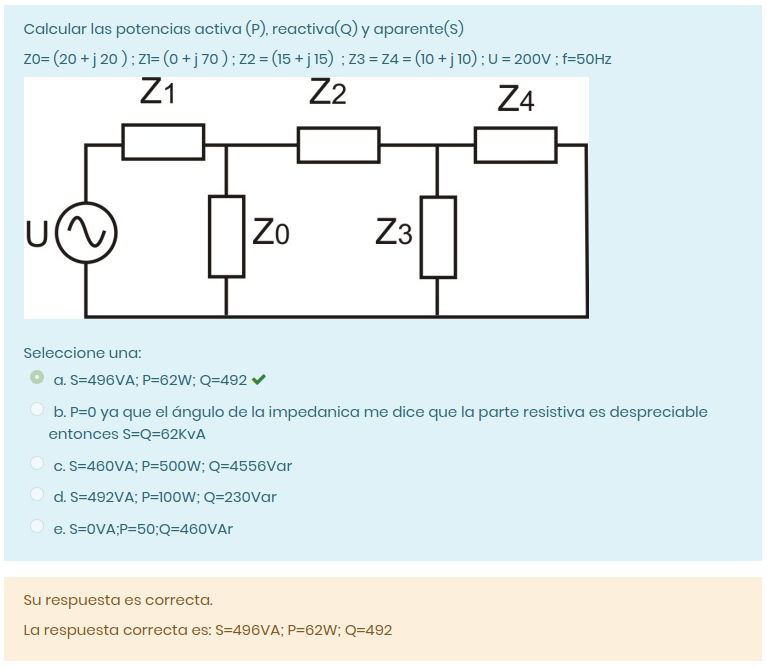 Calcular las potencias activa (P), reactiva(Q) y aparente(S)
Z0= (20 + j 20 ) ; Z1= (0 + j 70 ) ; Z2 = (15 + j 15)  ; Z3 = Z4 = (10 + j 10) ; U = 200V ; f=50Hz
Z1 Z2 Z4
U Z0 Z3
Seleccione una:
a. S=496VA; P=62W; Q=492 ✔
b. P=0 ya que el ángulo de la impedanica me dice que la parte resistiva es despreciable
entonces S=Q=62KvA
c. S=460VA; P=500W; Q=4556Var
d. S=492VA; P=100W; Q=230Var
e. S=0VA;P=50;Q=460VAr
Su respuesta es correcta.
La respuesta correcta es: S=496VA; P=62W; Q=492